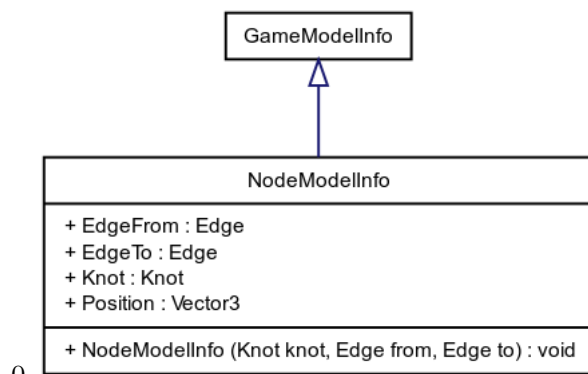 GameModelInfo
NodeModelInfo
+ EdgeFrom : Edge
+ EdgeTo : Edge
+ Knot : Knot
+ Position : Vector3
+ NodeModelInfo (Knot knot, Edge from, Edge to) : void